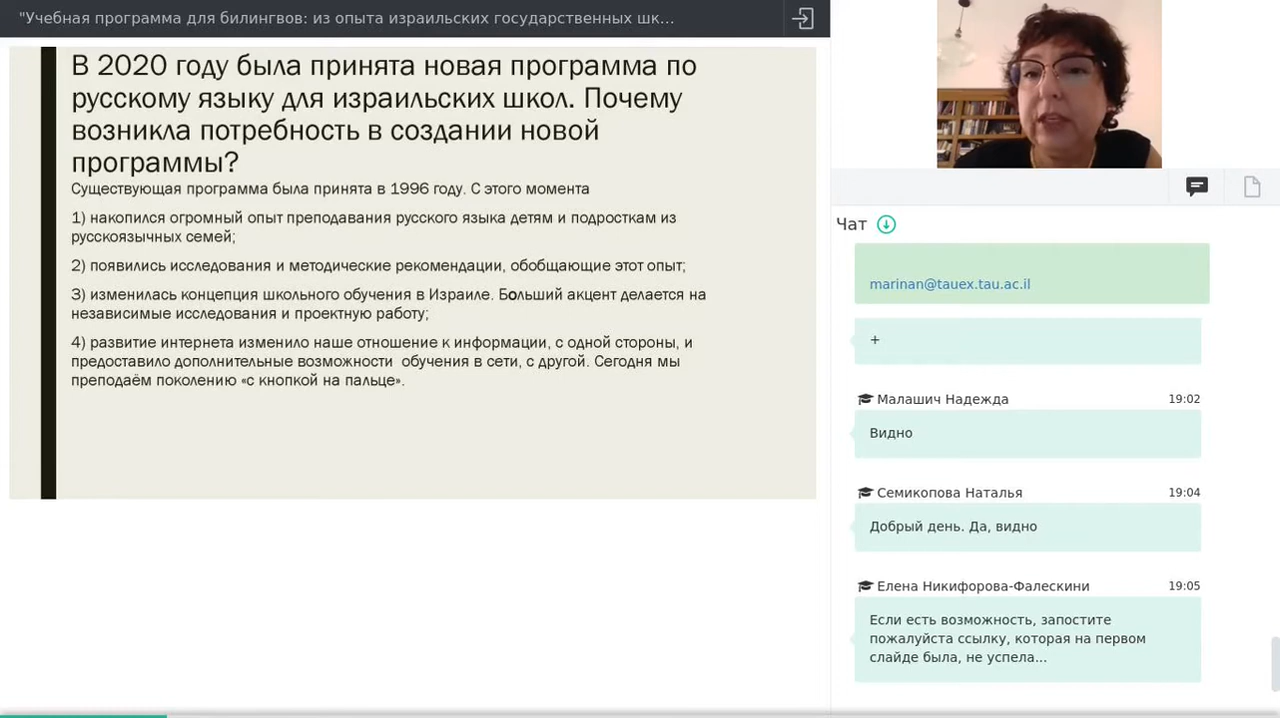 "Учебная программа для билингвов: из опыта израильских государственных шк...
В 2020 году была принята новая программа по
русскому языку для израильских школ. Почему
возникла потребность в создании новой
программы?
Существующая программа была принята в 1996 году. С этого момента
1) накопился огромный опыт преподавания русского языка детям и подросткам из
русскоязычных семей;
2) появились исследования и методические рекомендации, обобщающие этот опыт;
3) изменилась концепция школьного обучения в Израиле. Больший акцент делается на
независимые исследования и проектную работу;
4) развитие интернета изменило наше отношение к информации, с одной стороны, и
предоставило дополнительные возможности обучения в сети, с другой. Сегодня мы
преподаём поколению «с кнопкой на пальце».
Чат
marinan@tauex.tau.ac.il
+
Малашич Надежда 19:02
Видно
Семикопова Наталья 19:04
Добрый день. Да, видно
Елена Никифорова-Фалескини 19:05
Если есть возможность, запостите
пожалуйста ссылку, которая на первом
слайде была, не успела...